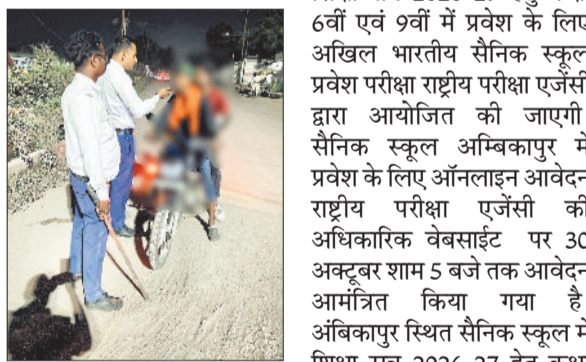 6वीं एवं 9वीं में प्रवेश के लिए
अखिल भारतीय सैनिक स्कूल
प्रवेश परीक्षा राष्ट्रीय परीक्षा एजेंसी
द्वारा आयोजित की जाएगी
सैनिक स्कूल अम्बिकापुर में
प्रवेश के लिए ऑनलाइन आवेदन
राष्ट्रीय परीक्षा एजेंसी की
अधिकारिक वेबसाईट पर 30
अक्टूबर शाम 5 बजे तक आवेदन
आमंत्रित किया गया है
अंबिकापुर स्थित सैनिक स्कूल में